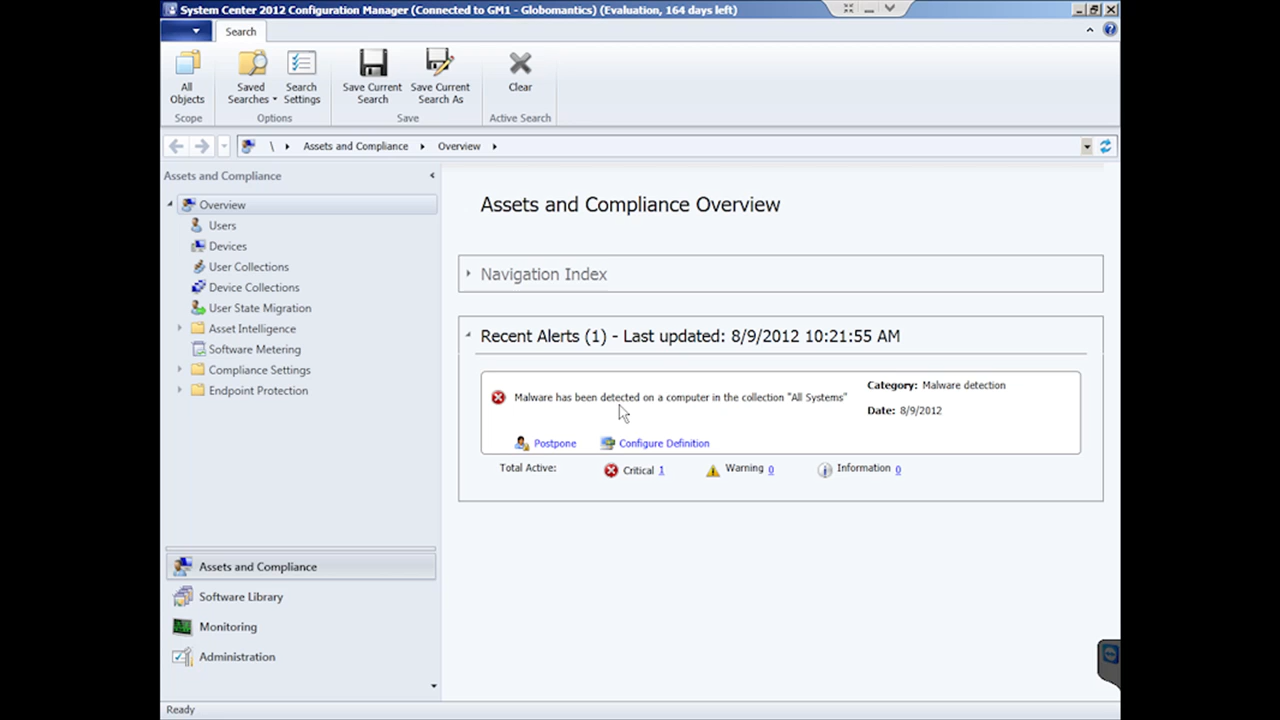 System Center 2012 Configuration Manager (Connected to GM1 - Globomantics) (Evaluation, 164 days left)
Search
All Objects
Saved Searches
Search Settings
Save Current Search
Save Current Search As
Clear
Scope
Options
Save
Active Search
\ Assets and Compliance Overview
Assets and Compliance
Overview
Users
Devices
User Collections
Device Collections
User State Migration
Asset Intelligence
Software Metering
Compliance Settings
Endpoint Protection
Assets and Compliance
Software Library
Monitoring
Administration
Assets and Compliance Overview
Navigation Index
Recent Alerts (1) - Last updated: 8/9/2012 10:21:55 AM
Malware has been detected on a computer in the collection "All Systems"
Category: Malware detection
Date: 8/9/2012
Postpone Configure Definition
Total Active: Critical 1 Warning 0 Information 0
Ready